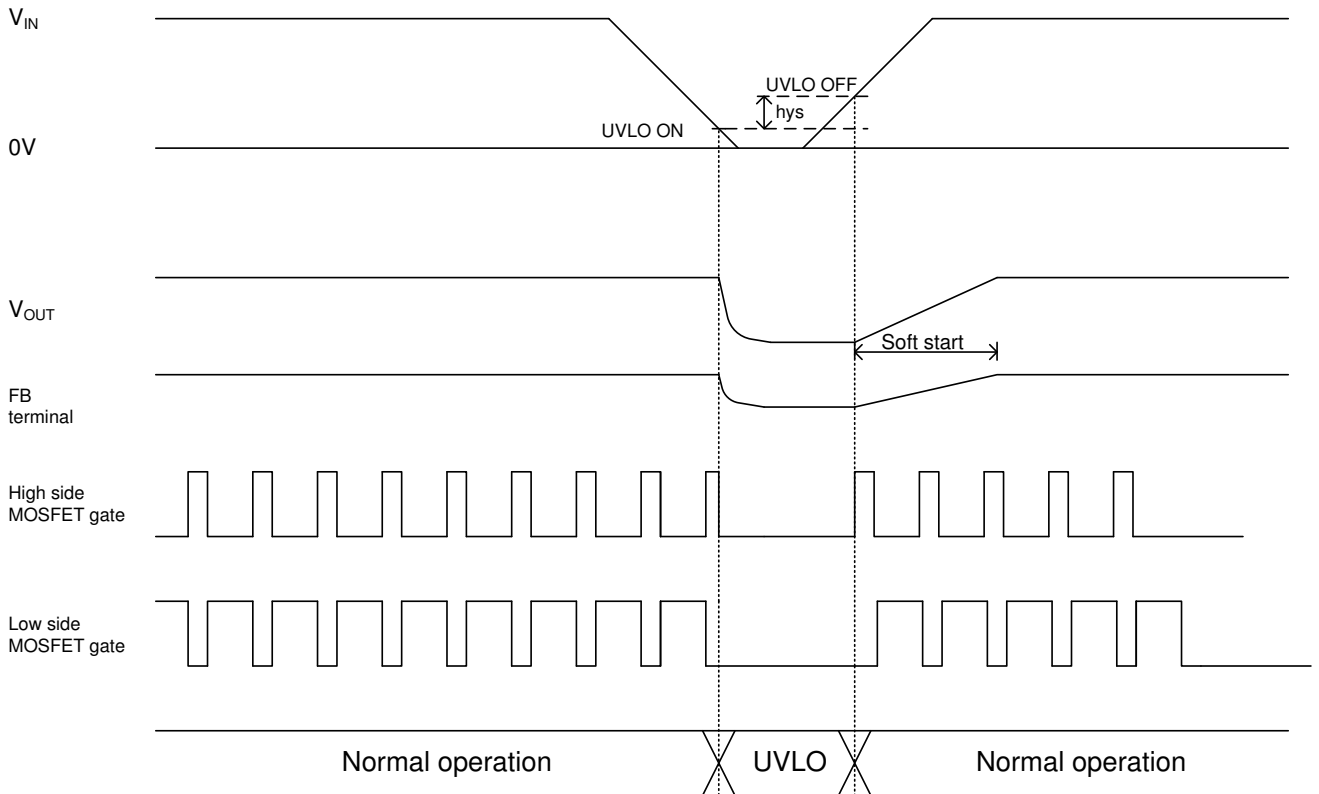 VIN
UVLO OFF
hys
UVLO ON
0V
VOUT
Soft start
FB
terminal
High side
MOSFET gate
Low side
MOSFET gate
Normal operation
UVLO
Normal operation